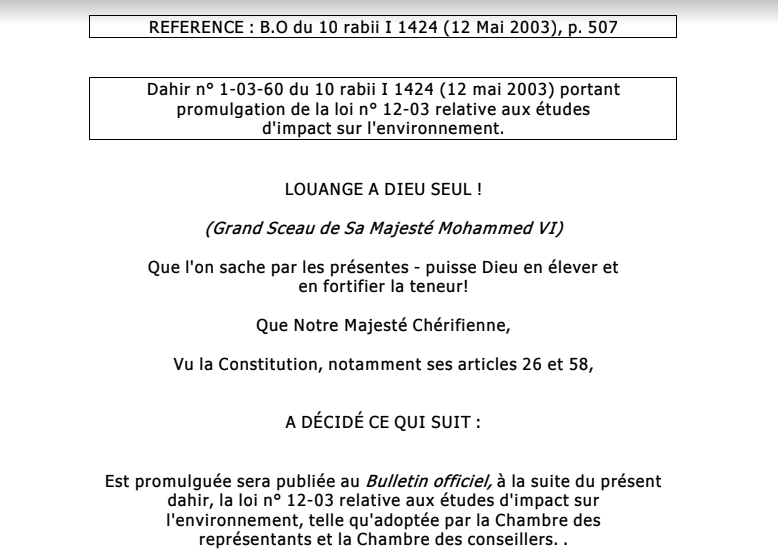 REFERENCE : B.O du 10 rabii I 1424 (12 Mai 2003), p. 507
Dahir n° 1-03-60 du 10 rabii I 1424 (12 mai 2003) portant
promulgation de la loi n° 12-03 relative aux études
d'impact sur l'environnement.
LOUANGE A DIEU SEUL !
(Grand Sceau de Sa Majesté Mohammed VI)
Que l'on sache par les présentes - puisse Dieu en élever et
en fortifier la teneur!
Que Notre Majesté Chérifienne,
Vu la Constitution, notamment ses articles 26 et 58,
A DÉCIDÉ CE QUI SUIT :
Est promulguée sera publiée au Bulletin officiel, à la suite du présent
dahir, la loi n° 12-03 relative aux études d'impact sur
l'environnement, telle qu'adoptée par la Chambre des
représentants et la Chambre des conseillers. .